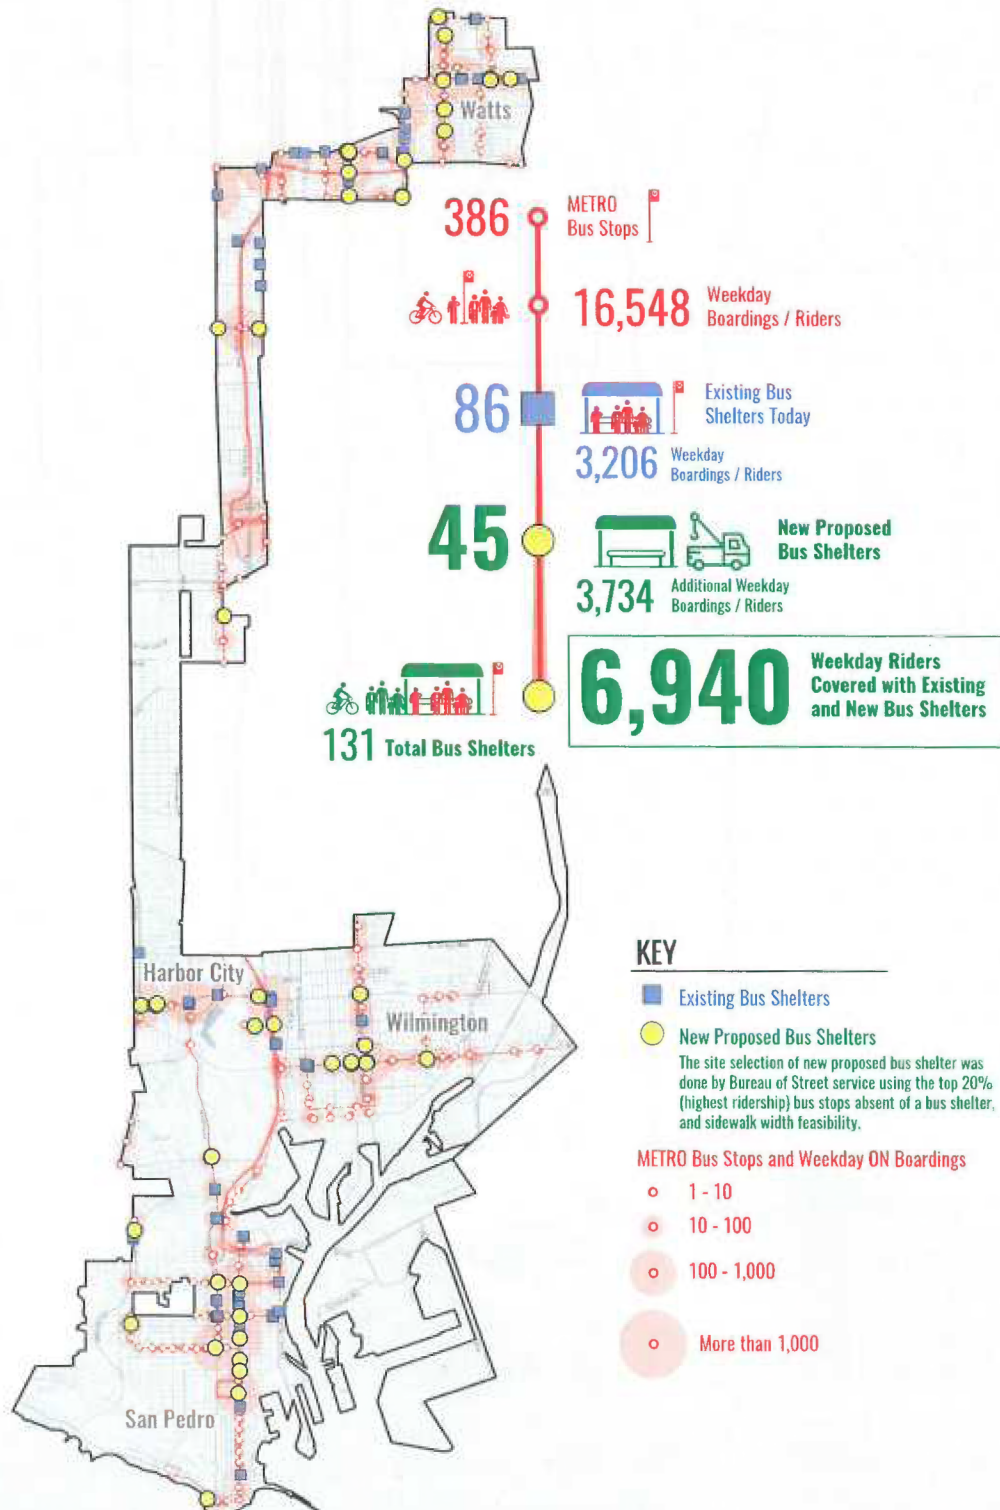 Watts
386
METRO
Bus Stops
16,548
Weekday
Boardings / Riders
86
Existing Bus
Shelters Today
3,206
Weekday
Boardings / Riders
45
New Proposed
Bus Shelters
3,734
Additional Weekday
Boardings / Riders
6,940
Weekday Riders
Covered with Existing
and New Bus Shelters
131 Total Bus Shelters
Harbor City
Wilmington
San Pedro
KEY
Existing Bus Shelters
New Proposed Bus Shelters
The site selection of new proposed bus shelter was
done by Bureau of Street service using the top 20%
(highest ridership) bus stops absent of a bus shelter,
and sidewalk width feasibility.
METRO Bus Stops and Weekday ON Boardings
1 - 10
10 - 100
100 - 1,000
More than 1,000